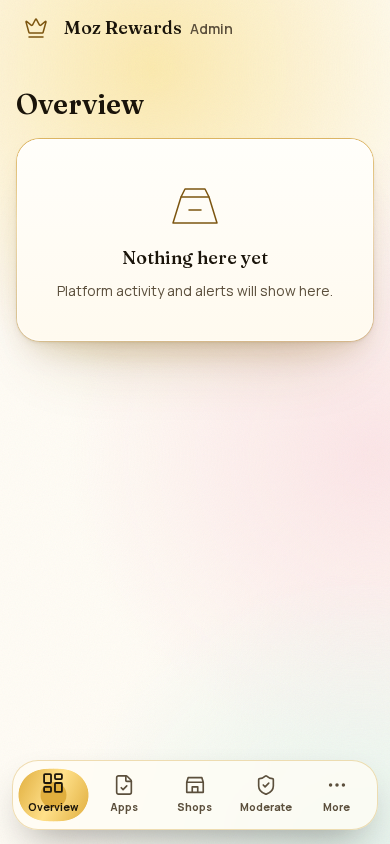 Moz Rewards Admin
Overview
Nothing here yet
Platform activity and alerts will show here.
Overview Apps Shops Moderate More